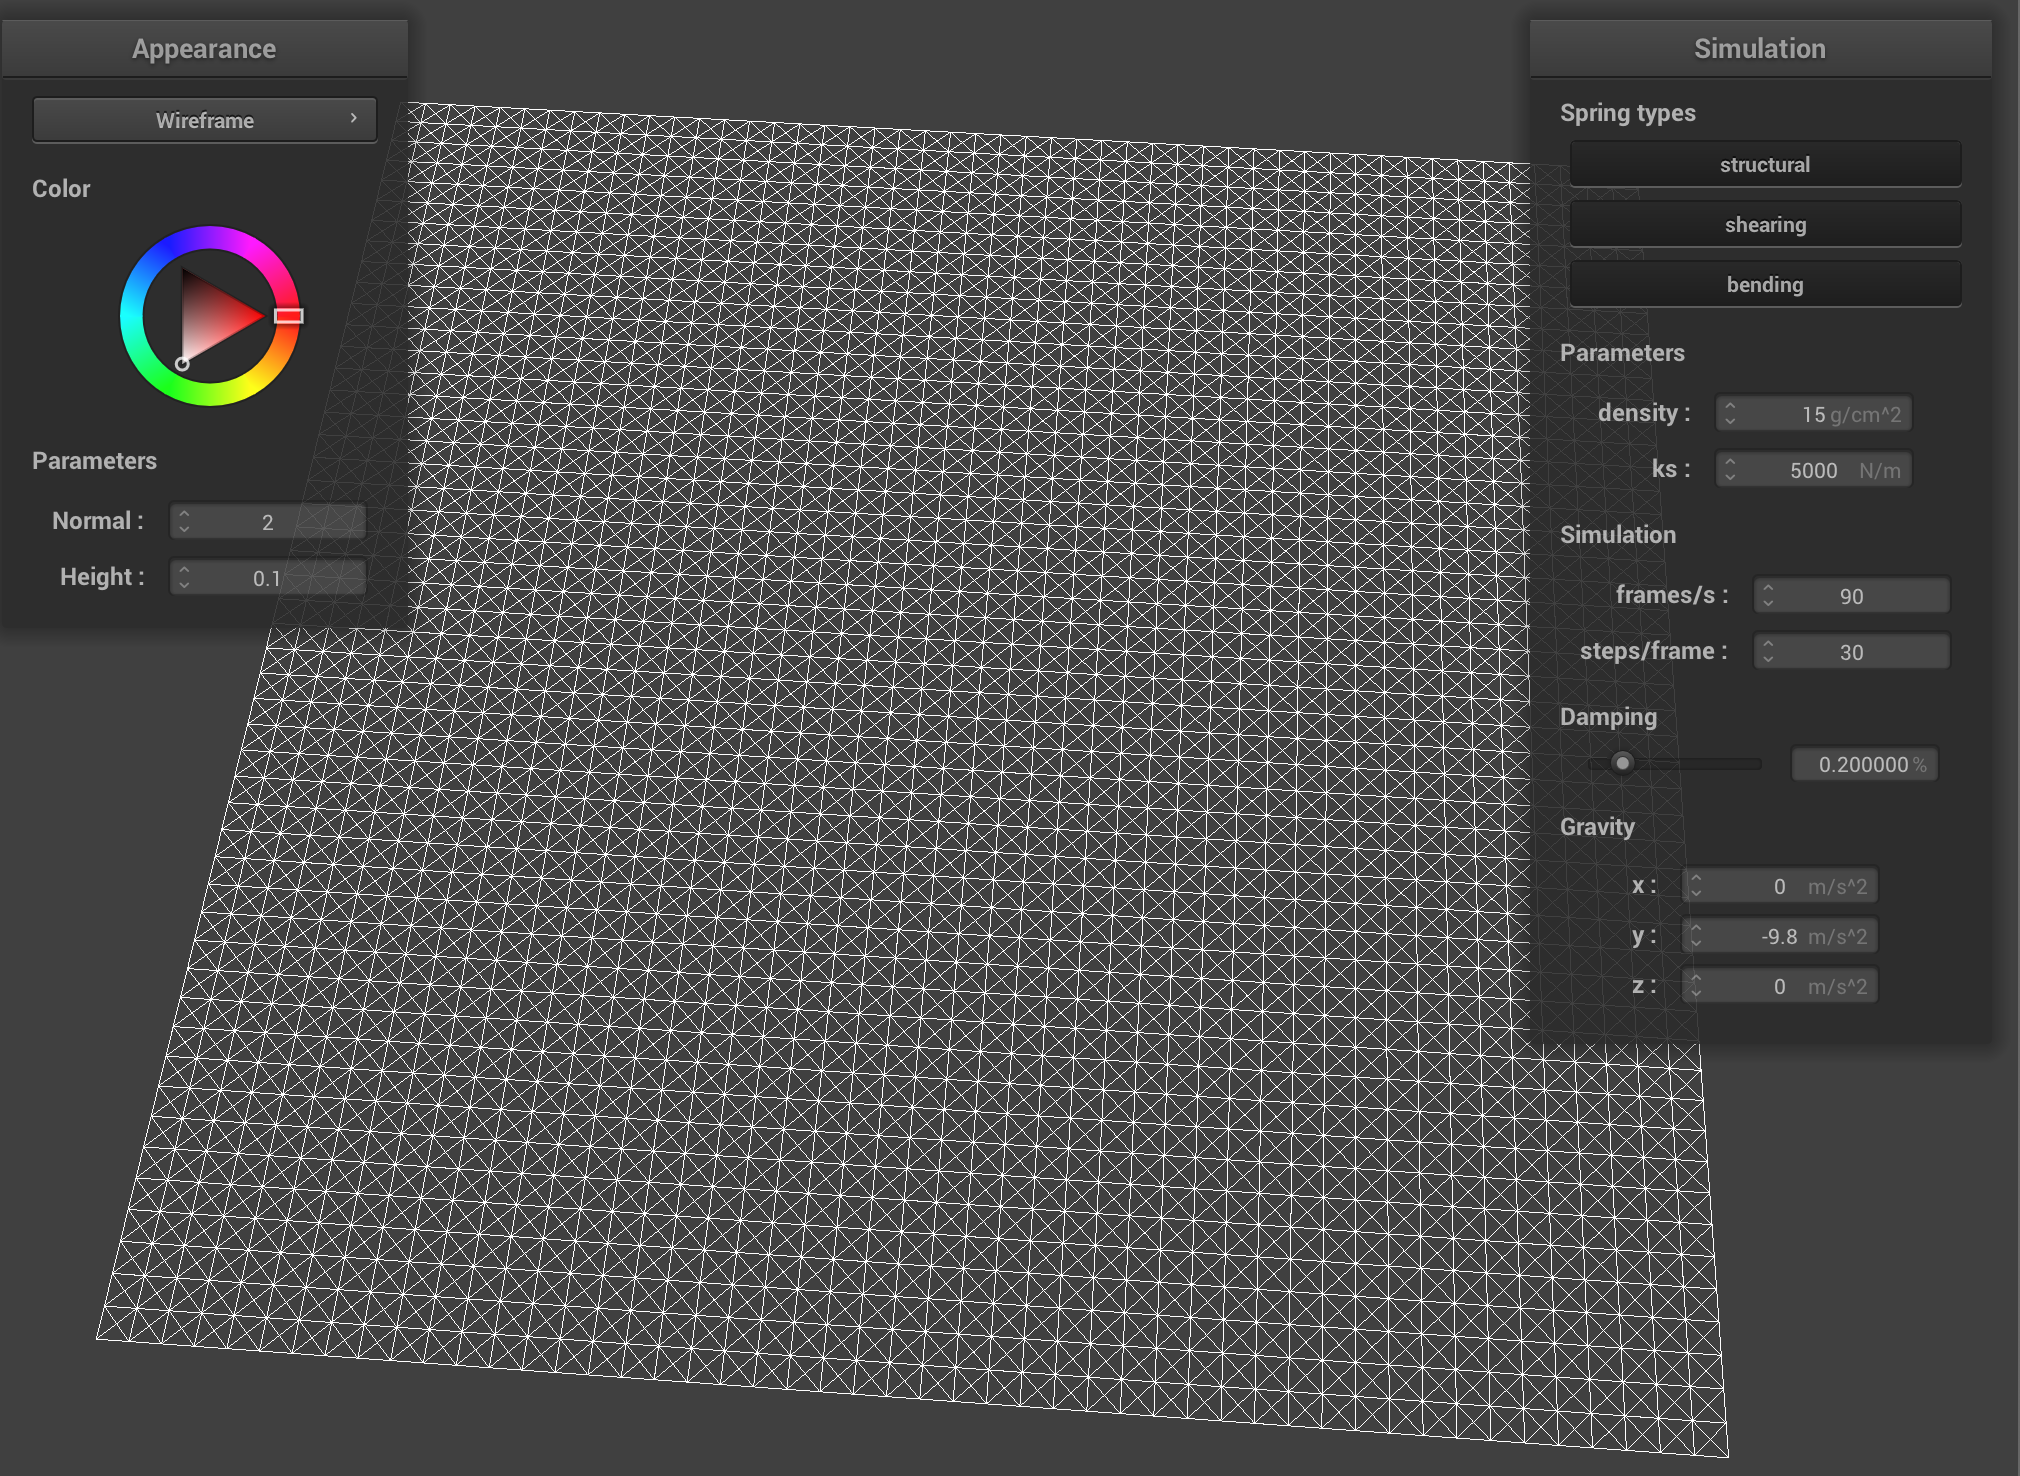 Appearance
Wireframe ›
Color
Parameters
Normal : 2
Height : 0.1
Simulation
Spring types
structural
shearing
bending
Parameters
density : 15 g/cm^2
ks : 5000 N/m
Simulation
frames/s : 90
steps/frame : 30
Damping
0.200000 %
Gravity
x : 0 m/s^2
y : -9.8 m/s^2
z : 0 m/s^2